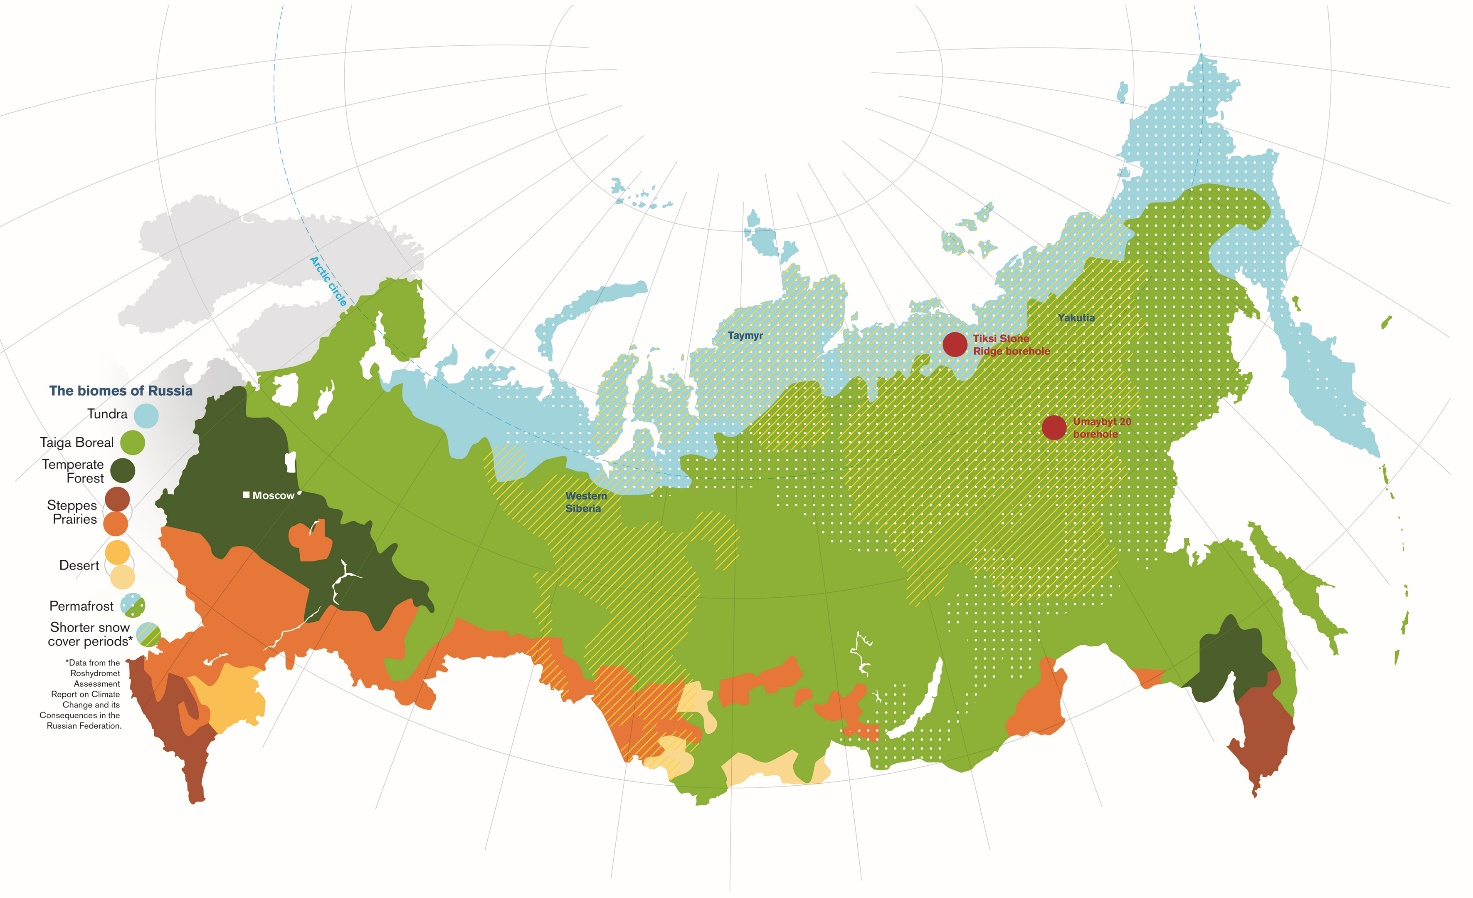 Arctic circle
Taymyr
Yakutia
Tiksi Stone
Ridge borehole
Umaybyt 20
borehole
Western
Siberia
Moscow
The biomes of Russia
Tundra
Taiga Boreal
Temperate
Forest
Steppes
Prairies
Desert
Permafrost
Shorter snow
cover periods*
*Data from the
Roshydromet
Assessment
Report on Climate
Change and its
Consequences in the
Russian Federation.